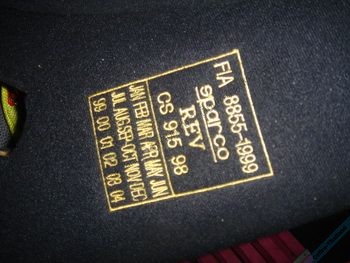 FIA 8855-1999
sparco
REV
CS 915 98
JAN FEB MAR APR MAY JUN
JUL AUG SEP OCT NOV DEC
99 00 01 02 03 04